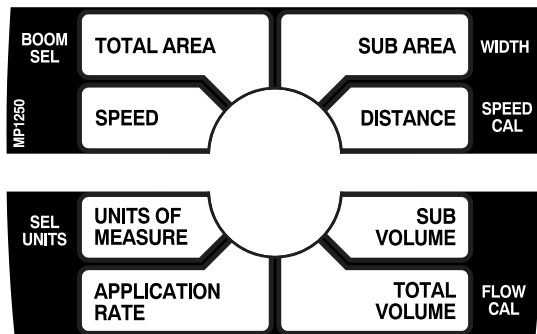 BOOM
SEL
TOTAL AREA
SUB AREA
WIDTH
MP1250
SPEED
DISTANCE
SPEED
CAL
SEL
UNITS
UNITS OF
MEASURE
SUB
VOLUME
APPLICATION
RATE
TOTAL
VOLUME
FLOW
CAL